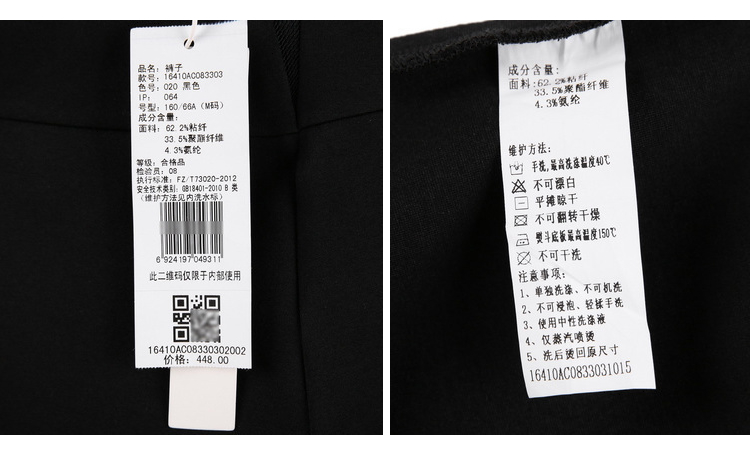 品名：裤子
款号：16410AC083303
色号：020 黑色
IP： 064
号型：160/66A（M码）
成分含量：
面料：62.2%粘纤
33.5%聚酯纤维
4.3%氨纶
等级：合格品
检验员：08
执行标准：FZ/T73020-2012
安全技术类别：GB18401-2010 B 类
(维护方法见内洗水标)
6 924197 049311
此二维码仅限于内部使用
16410AC08330302002
价格：448.00
成分含量：
面料：62.2%粘纤
33.5%聚酯纤维
4.3%氨纶
维护方法：
手洗,最高洗涤温度40℃
不可漂白
平摊晾干
不可翻转干燥
熨斗底板最高温度150℃
不可干洗
注意事项：
1、单独洗涤、不可机洗
2、不可浸泡、轻揉手洗
3、使用中性洗涤液
4、仅蒸汽喷烫
5、洗后烫回原尺寸
16410AC0833031015